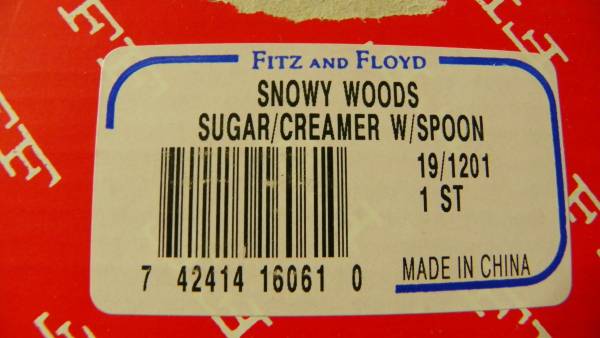 FITZ AND FLOYD
SNOWY WOODS
SUGAR/CREAMER W/SPOON
19/1201
1 ST
7 42414 16061 0
MADE IN CHINA